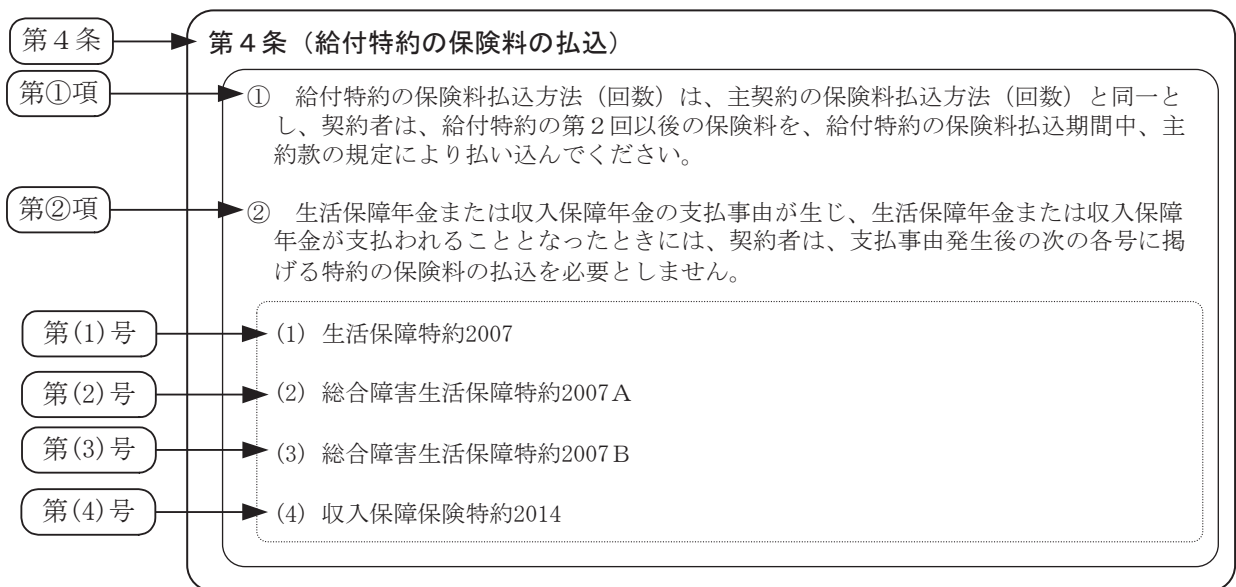 第４条
第４条（給付特約の保険料の払込）
第①項
①　給付特約の保険料払込方法（回数）は、主契約の保険料払込方法（回数）と同一と
し、契約者は、給付特約の第２回以後の保険料を、給付特約の保険料払込期間中、主
約款の規定により払い込んでください。
第②項
②　生活保障年金または収入保障年金の支払事由が生じ、生活保障年金または収入保障
年金が支払われることとなったときには、契約者は、支払事由発生後の次の各号に掲
げる特約の保険料の払込を必要としません。
第(1)号
(1) 生活保障特約2007
第(2)号
(2) 総合障害生活保障特約2007Ａ
第(3)号
(3) 総合障害生活保障特約2007Ｂ
第(4)号
(4) 収入保障保険特約2014